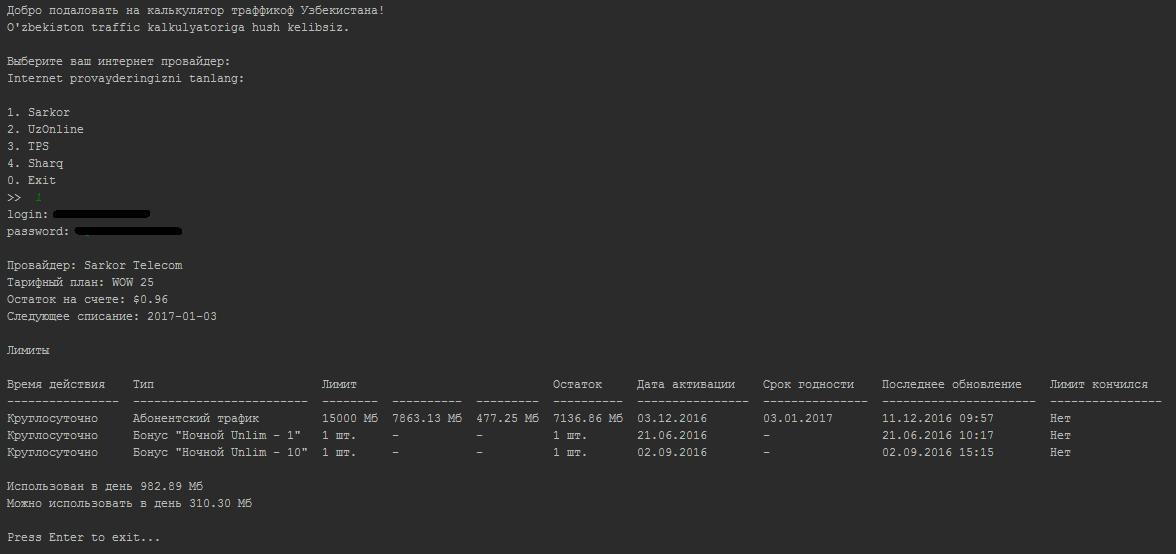 Добро подаловать на калькулятор траффикоф Узбекистана!
O'zbekiston traffic kalkulyatoriga hush kelibsiz.
Выберите ваш интернет провайдер:
Internet provayderingizni tanlang:
1. Sarkor
2. UzOnline
3. TPS
4. Sharq
0. Exit
>> 1
login:
password:
Провайдер: Sarkor Telecom
Тарифный план: WOW 25
Остаток на счете: $0.96
Следующее списание: 2017-01-03
Лимиты
Время действия Тип Лимит Остаток Дата активации Срок годности Последнее обновление Лимит кончился
---------------- ------------------------- -------- ---------- --------- ---------- -------------- --------------- ---------------------- ----------------
Круглосуточно Абонентский трафик 15000 Мб 7863.13 Мб 477.25 Мб 7136.86 Мб 03.12.2016 03.01.2017 11.12.2016 09:57 Нет
Круглосуточно Бонус "Ночной Unlim - 1" 1 шт. - - 1 шт. 21.06.2016 - 21.06.2016 10:17 Нет
Круглосуточно Бонус "Ночной Unlim - 10" 1 шт. - - 1 шт. 02.09.2016 - 02.09.2016 15:15 Нет
Использован в день 982.89 Мб
Можно использовать в день 310.30 Мб
Press Enter to exit...